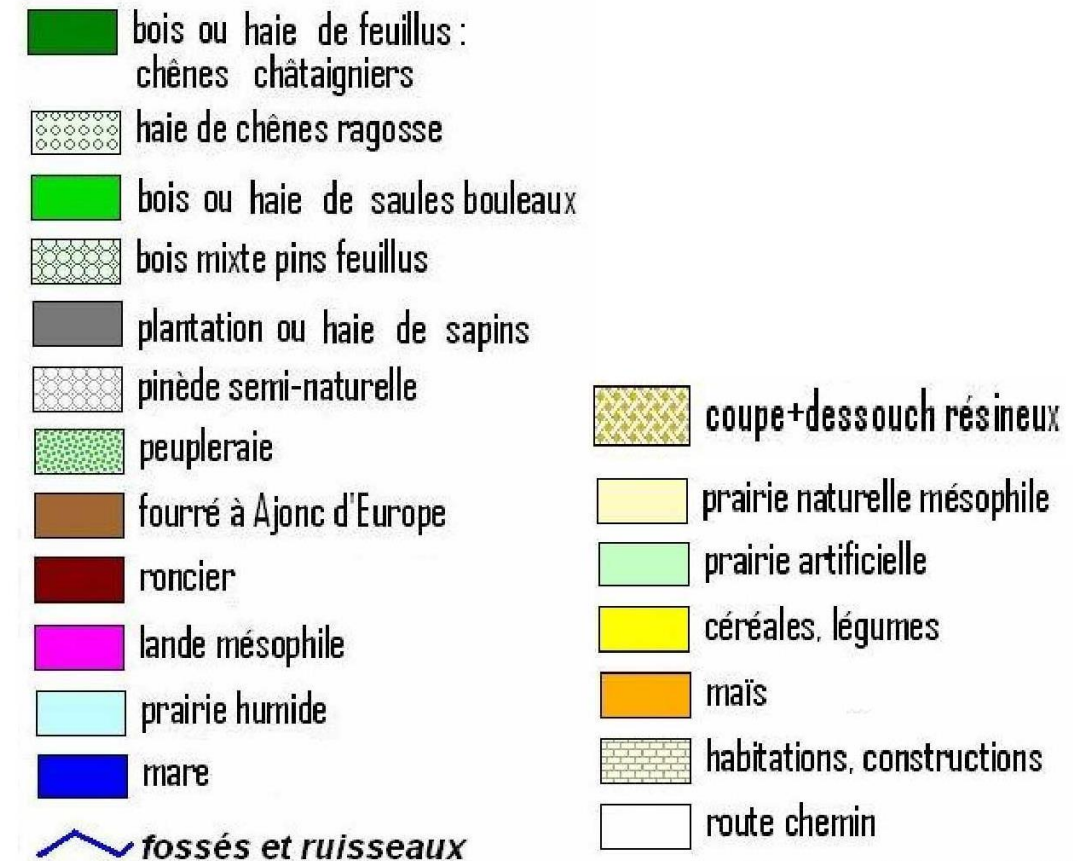 bois ou haie de feuillus :
chênes châtaigniers
haie de chênes ragosse
bois ou haie de saules bouleaux
bois mixte pins feuillus
plantation ou haie de sapins
pinède semi-naturelle
peupleraie
fourré à Ajonc d'Europe
roncier
lande mésophile
prairie humide
mare
fossés et ruisseaux
coupe+dessouch résineux
prairie naturelle mésophile
prairie artificielle
céréales, légumes
maïs
habitations, constructions
route chemin